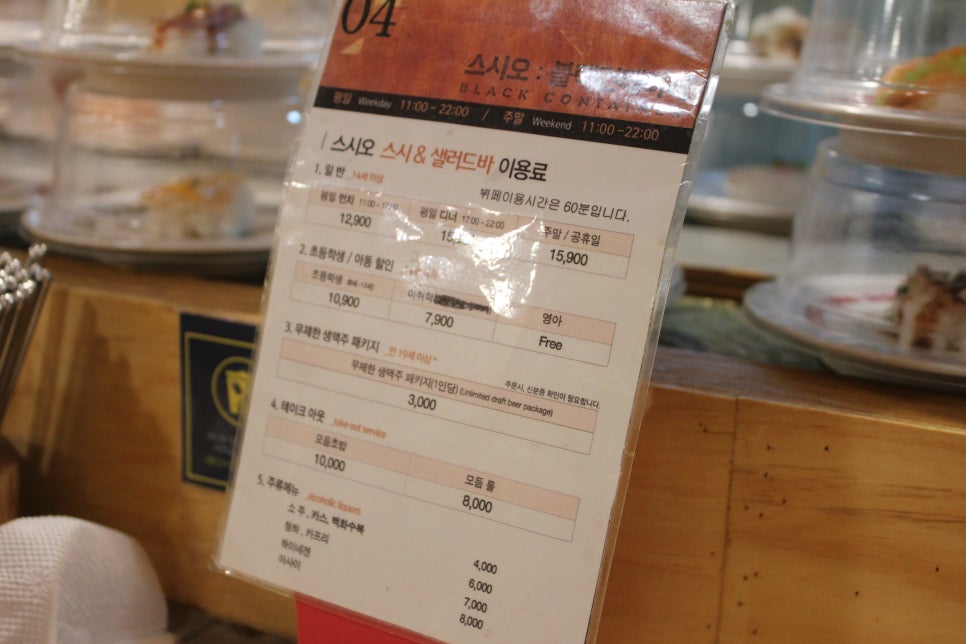 04
스시오 :
BLACK
평일 Weekday 11:00 - 22:00 / 주말 Weekend 11:00 - 22:00
스시오 스시 & 샐러드바 이용료
뷔페이용시간은 60분입니다.
1. 일 반 _14세 이상
평일 런치 11:00 - 17:00 평일 디너 17:00 - 22:00 주말 / 공휴일
12,900 15,900
2. 초등학생 / 아동 할인
초등학생 미취학 영아
10,900 7,900 Free
3. 무제한 생맥주 패키지 _만 19세 이상*
주문시, 신분증 확인이 필요합니다.
무제한 생맥주 패키지(1인당) (Unlimited draft beer package)
3,000
4. 테이크 아웃 _take out service
모듬초밥 모듬 롤
10,000 8,000
5. 주류메뉴 _alcoholic liquors
소 주 , 카스, 백화수복 4,000
청하 , 카프리 6,000
하이네켄 7,000
아사이 8,000